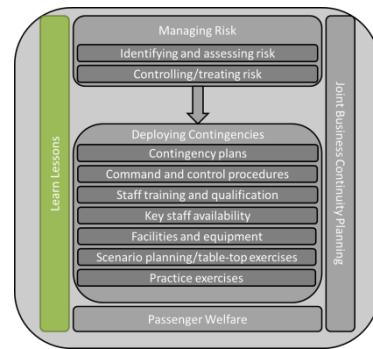 Managing Risk
Identifying and assessing risk
Controlling/treating risk
Learn Lessons
Joint Business Continuity Planning
Deploying Contingencies
Contingency plans
Command and control procedures
Staff training and qualification
Key staff availability
Facilities and equipment
Scenario planning/table-top exercises
Practice exercises
Passenger Welfare